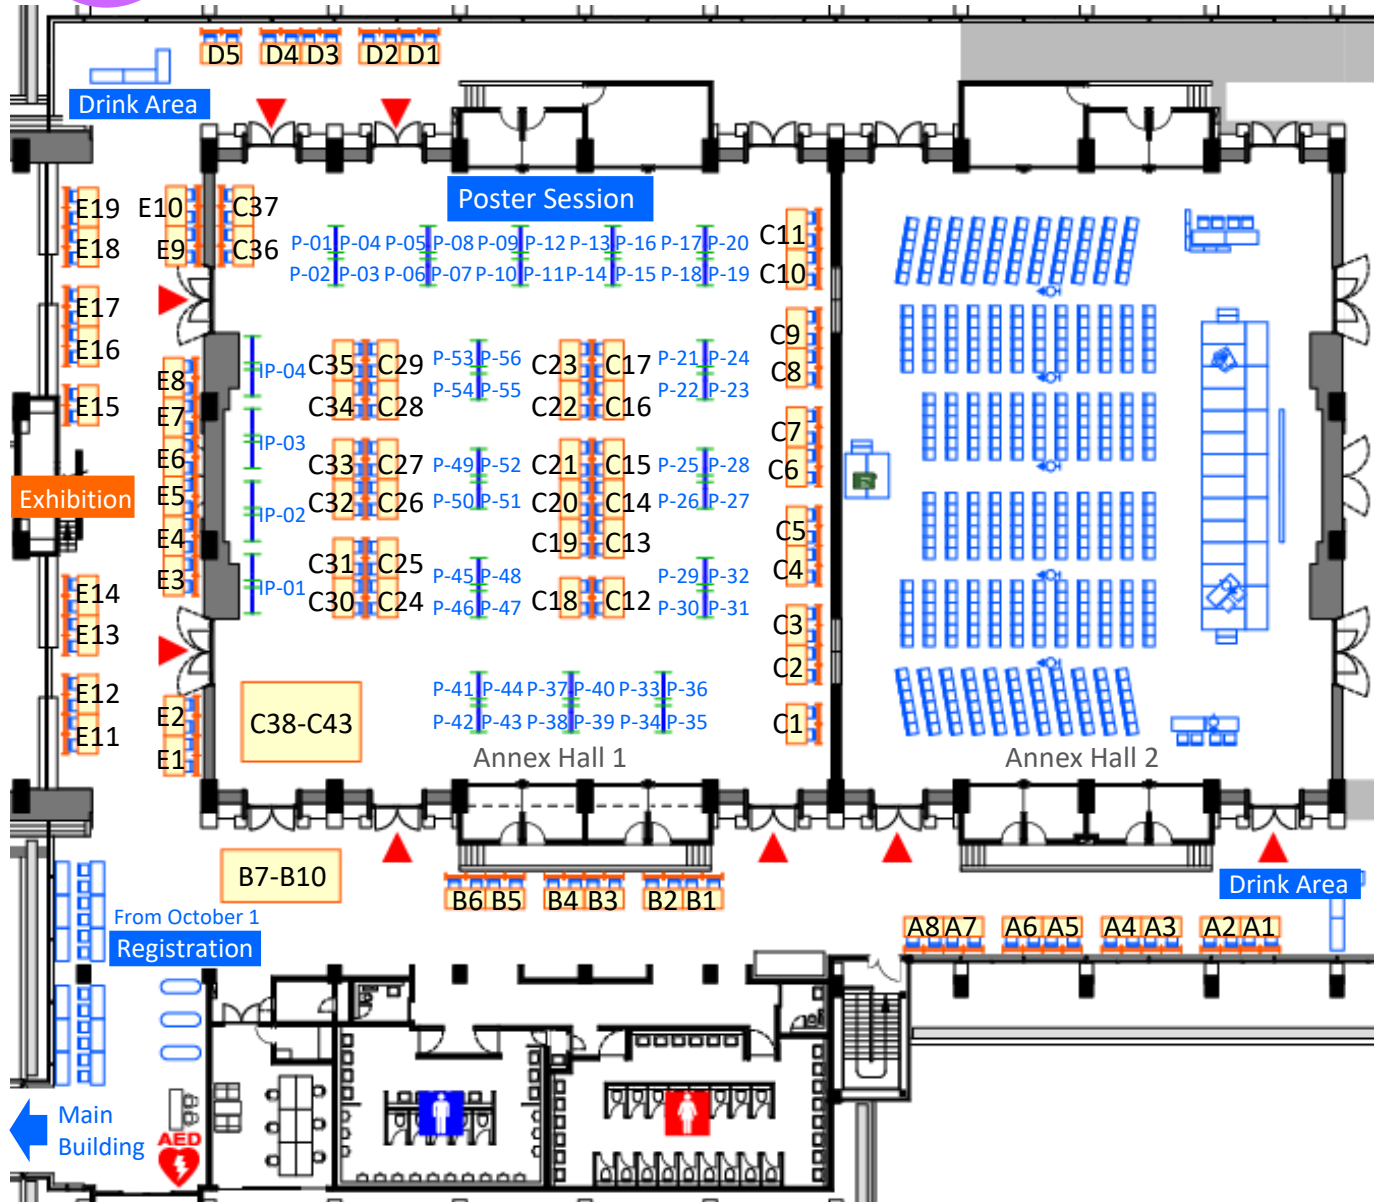 D5 D4 D3 D2 D1
Drink Area
Poster Session
E19 E10 C37
E18 E9 C36
P-01 P-04 P-05 P-08 P-09 P-12 P-13 P-16 P-17 P-20
P-02 P-03 P-06 P-07 P-10 P-11 P-14 P-15 P-18 P-19
C11
C10
E17
E16
E15
C9
C8
IP-04 C35 C29 P-53 P-56 C23 C17 P-21 P-24
E8
P-54 P-55 P-22 P-23
C34 C28 C22 C16
E7
C7
IP-03
E6 C33 C27 P-49 P-52 C21 C15 P-25 P-28 C6
Exhibition
E5 C32 C26 P-50 P-51 C20 C14 P-26 P-27
IP-02
E4 C19 C13 C5
C31 C25 C4
E3 IP-01 P-45 P-48 P-29 P-32
E14 C30 C24 P-46 P-47 C18 C12 P-30 P-31
E13 C3
C2
E12 P-41 P-44 P-37 P-40 P-33 P-36
E2 C38-C43 P-42 P-43 P-38 P-39 P-34 P-35 C1
E11
E1 Annex Hall 1 Annex Hall 2
B7-B10
B6 B5 B4 B3 B2 B1
Drink Area
From October 1
Registration
A8 A7 A6 A5 A4 A3 A2 A1
Main
Building
AED